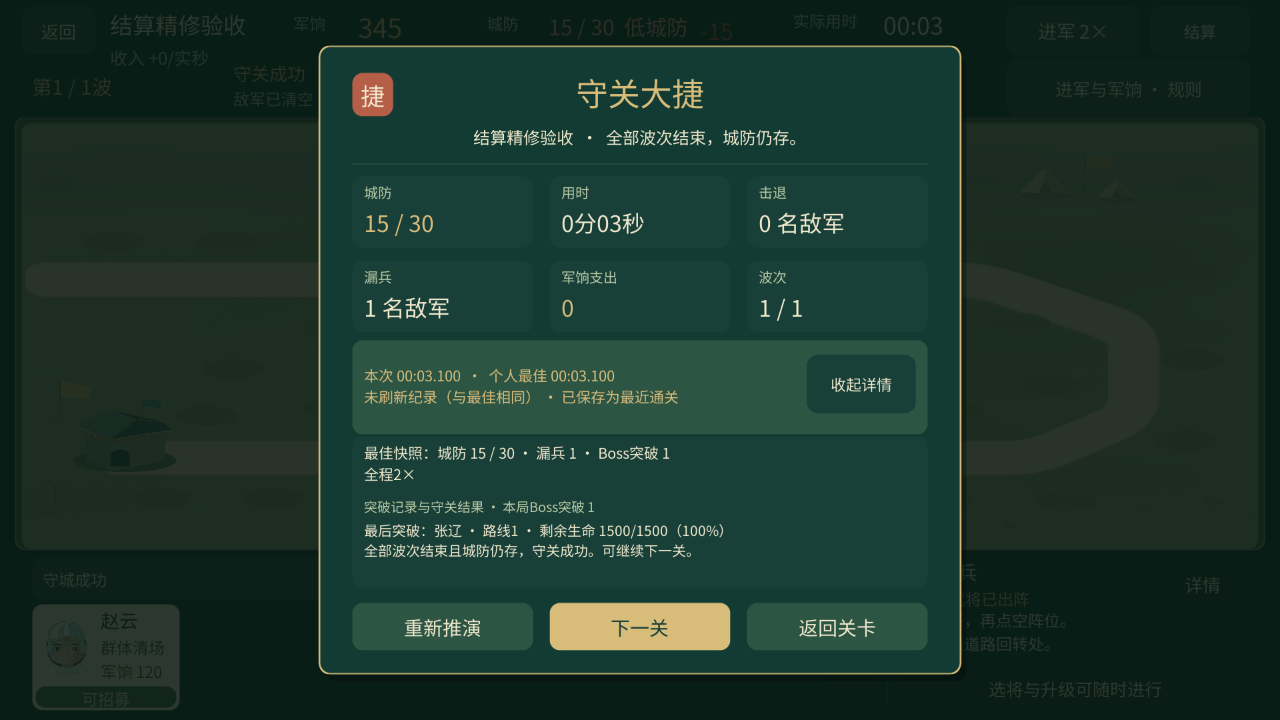 返回
结算精修验收
军饷
345
城防
15 / 30
低城防
-15
实际用时
00:03
进军 2×
结算
收入 +0/实秒
第1 / 1波
守关成功
敌军已清空
进军与军饷 · 规则
捷
守关大捷
结算精修验收 · 全部波次结束，城防仍存。
城防
15 / 30
用时
0分03秒
击退
0 名敌军
漏兵
1 名敌军
军饷支出
0
波次
1 / 1
本次 00:03.100 · 个人最佳 00:03.100
未刷新纪录（与最佳相同） · 已保存为最近通关
收起详情
最佳快照：城防 15 / 30 · 漏兵 1 · Boss突破 1
全程2×
突破记录与守关结果 · 本局Boss突破 1
最后突破：张辽 · 路线1 · 剩余生命 1500/1500（100%）
全部波次结束且城防仍存，守关成功。可继续下一关。
重新推演
下一关
返回关卡
守城成功
赵云
群体清场
军饷 120
可招募
兵
将已出阵
，再点空阵位。
道路回转处。
详情
选将与升级可随时进行